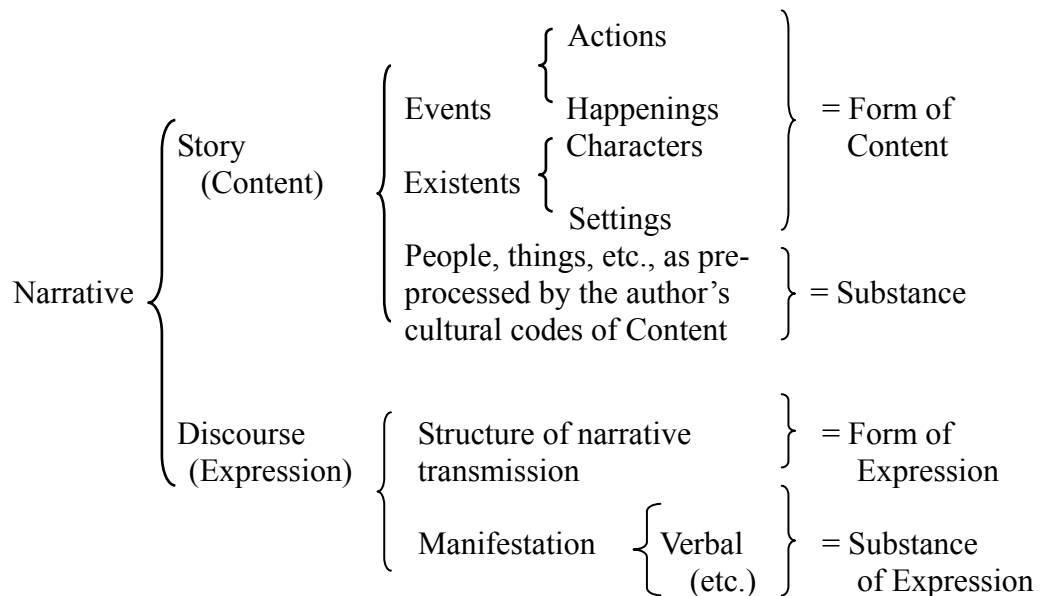 Actions
Events
Happenings
= Form of
Story
Characters
Content
(Content)
Existents
Settings
People, things, etc., as pre-
Narrative
processed by the author’s
= Substance
cultural codes of Content
Discourse
Structure of narrative
= Form of
(Expression)
transmission
Expression)
Manifestation
Verbal
= Substance
(etc.)
of Expression)